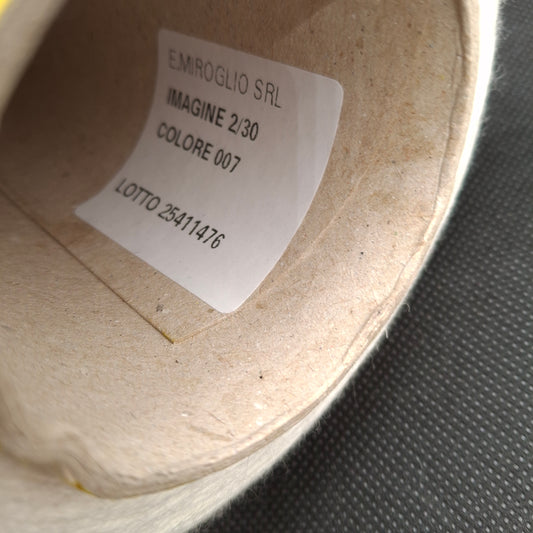 E.MIROGLIO SRL
IMAGINE 2/30
COLORE 007
LOTTO 25411476